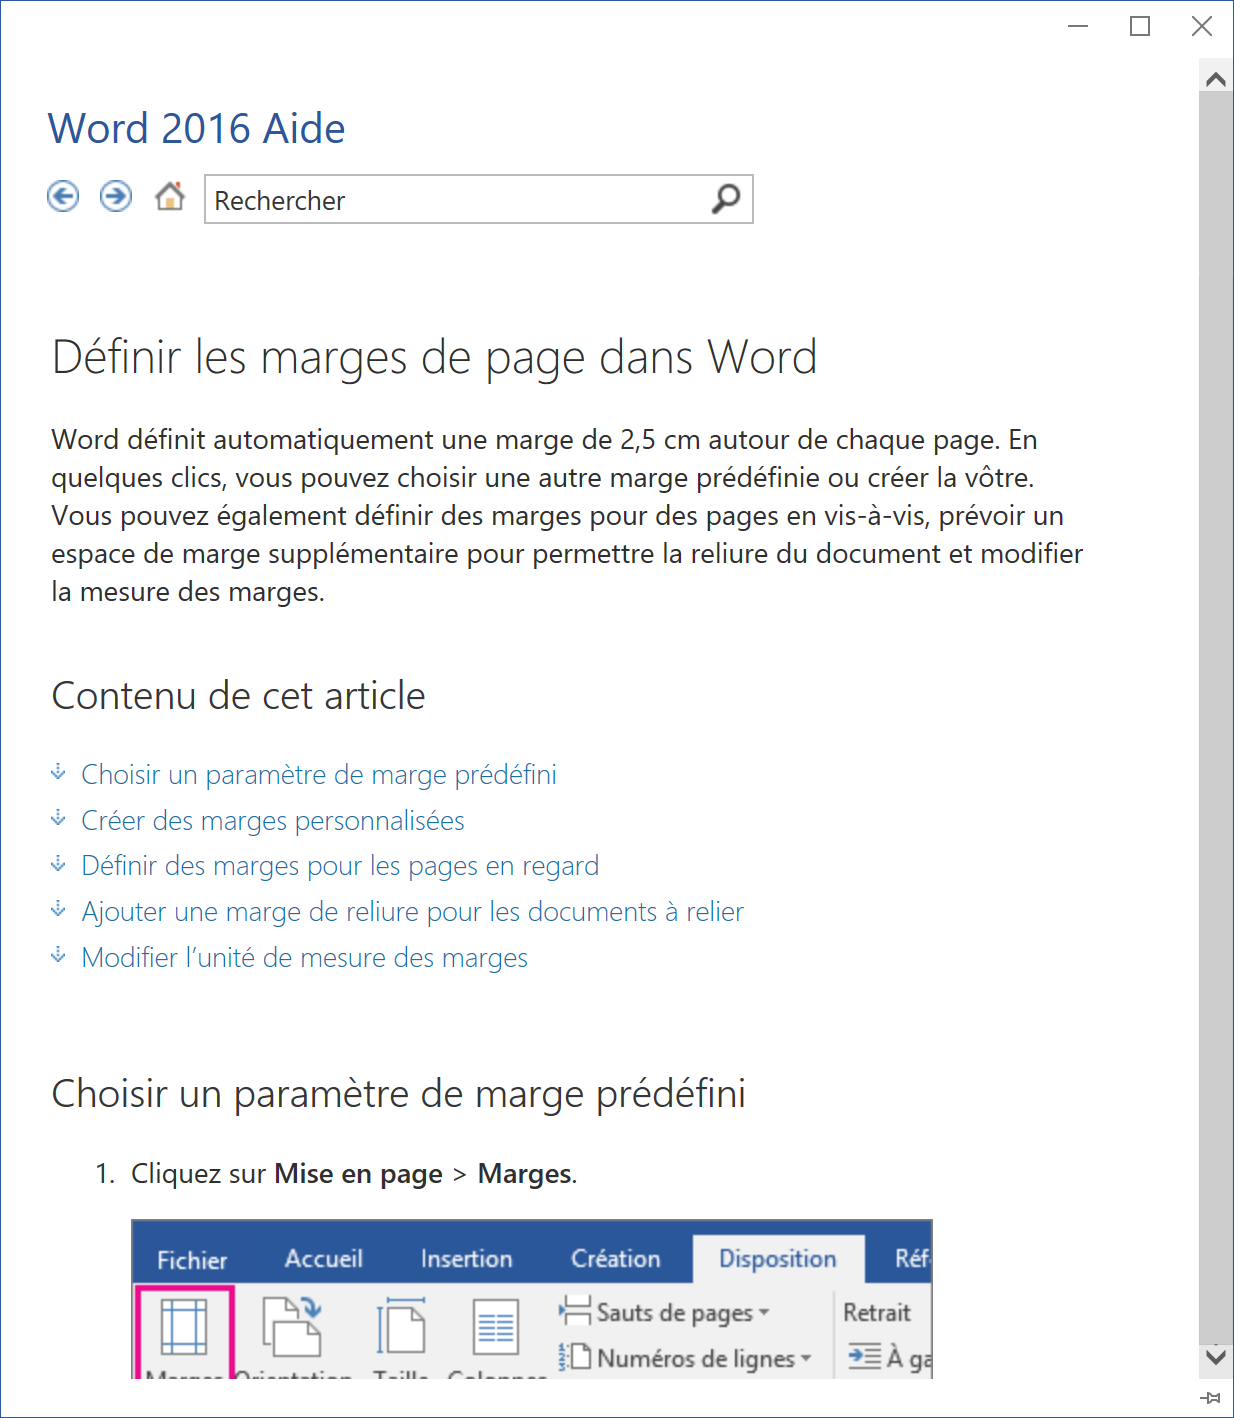 Word 2016 Aide
Rechercher
Définir les marges de page dans Word
Word définit automatiquement une marge de 2,5 cm autour de chaque page. En
quelques clics, vous pouvez choisir une autre marge prédéfinie ou créer la vôtre.
Vous pouvez également définir des marges pour des pages en vis-à-vis, prévoir un
espace de marge supplémentaire pour permettre la reliure du document et modifier
la mesure des marges.
Contenu de cet article
Choisir un paramètre de marge prédéfini
Créer des marges personnalisées
Définir des marges pour les pages en regard
Ajouter une marge de reliure pour les documents à relier
Modifier l’unité de mesure des marges
Choisir un paramètre de marge prédéfini
1. Cliquez sur Mise en page > Marges.
Fichier Accueil Insertion Création Disposition Réf
Sauts de pages Retrait
Numéros de lignes À ga
Marges Orientation Taille Colonnes